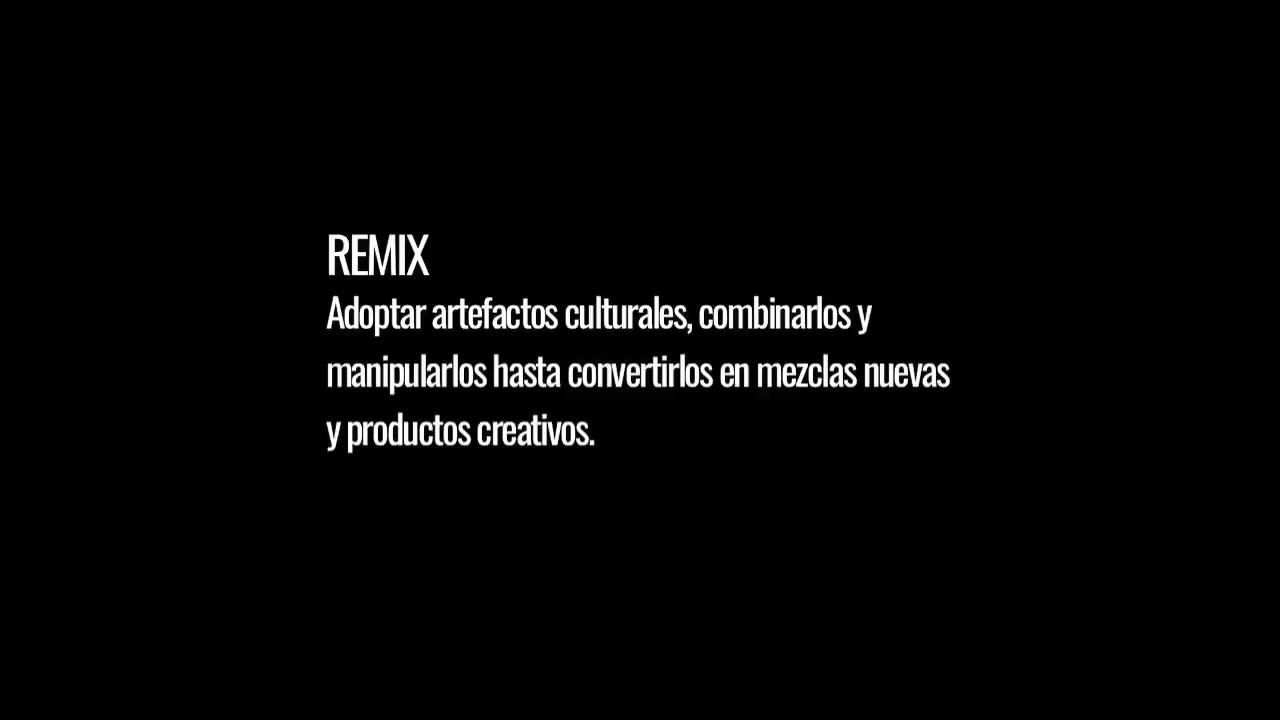 REMIX
Adoptar artefactos culturales, combinarlos y
manipularlos hasta convertirlos en mezclas nuevas
y productos creativos.